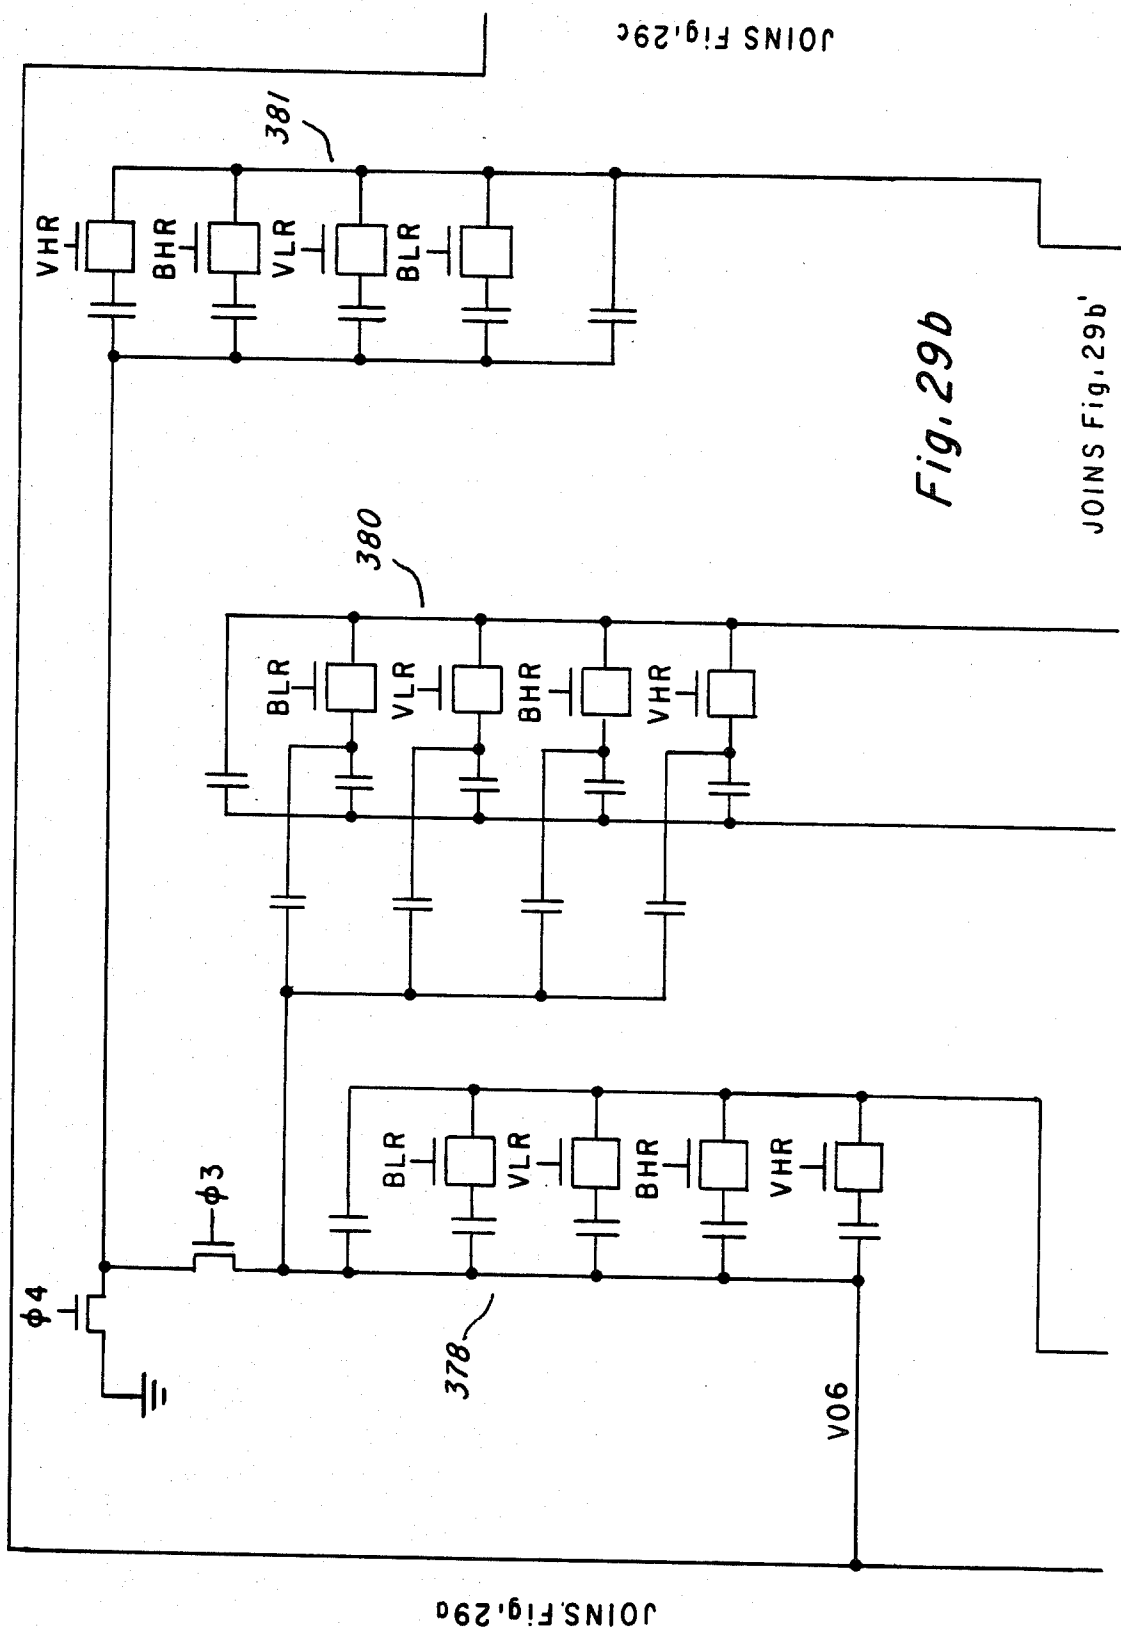 JOINS Fig. 29c
381
VHR
BHR
VLR
BLR
Fig. 29b
JOINS Fig. 29b'
380
BLR
VLR
BHR
VHR
φ3
φ4
BLR
VLR
BHR
VHR
378
V06
JOINS Fig. 29a